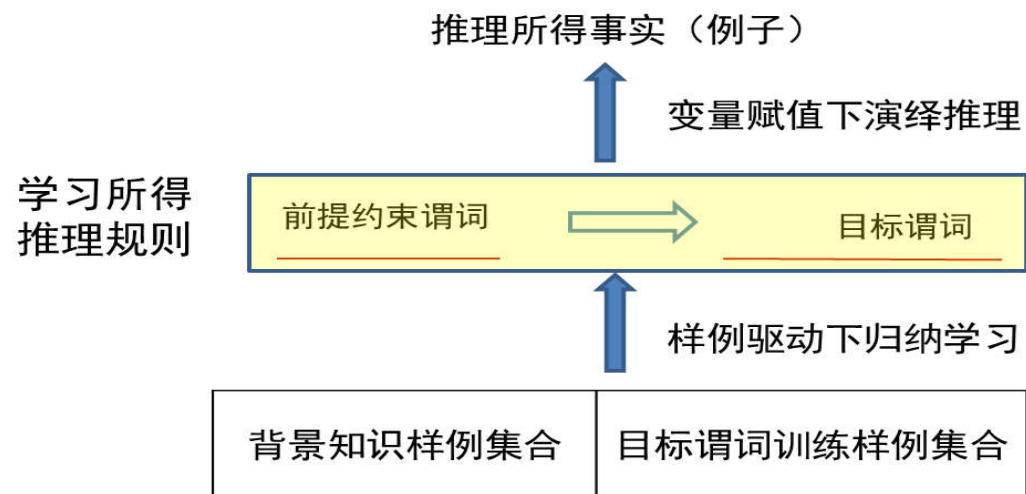 推理所得事实（例子）
变量赋值下演绎推理
学习所得
推理规则
前提约束谓词
目标谓词
样例驱动下归纳学习
背景知识样例集合
目标谓词训练样例集合